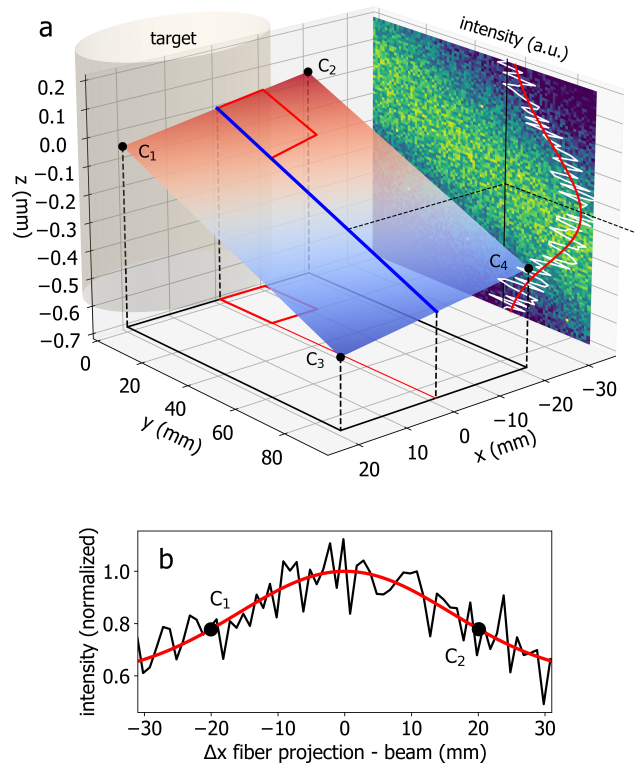 a
target
intensity (a.u.)
C₂
C₁
C₄
C₃
0.2
0.1
0.0
−0.1
−0.2
−0.3
−0.4
−0.5
−0.6
−0.7
z (mm)
0
20
40
60
80
y (mm)
20
10
0
−10
−20
−30
x (mm)
b
C₁
C₂
1.0
0.8
0.6
intensity (normalized)
−30 −20 −10 0 10 20 30
Δx fiber projection - beam (mm)